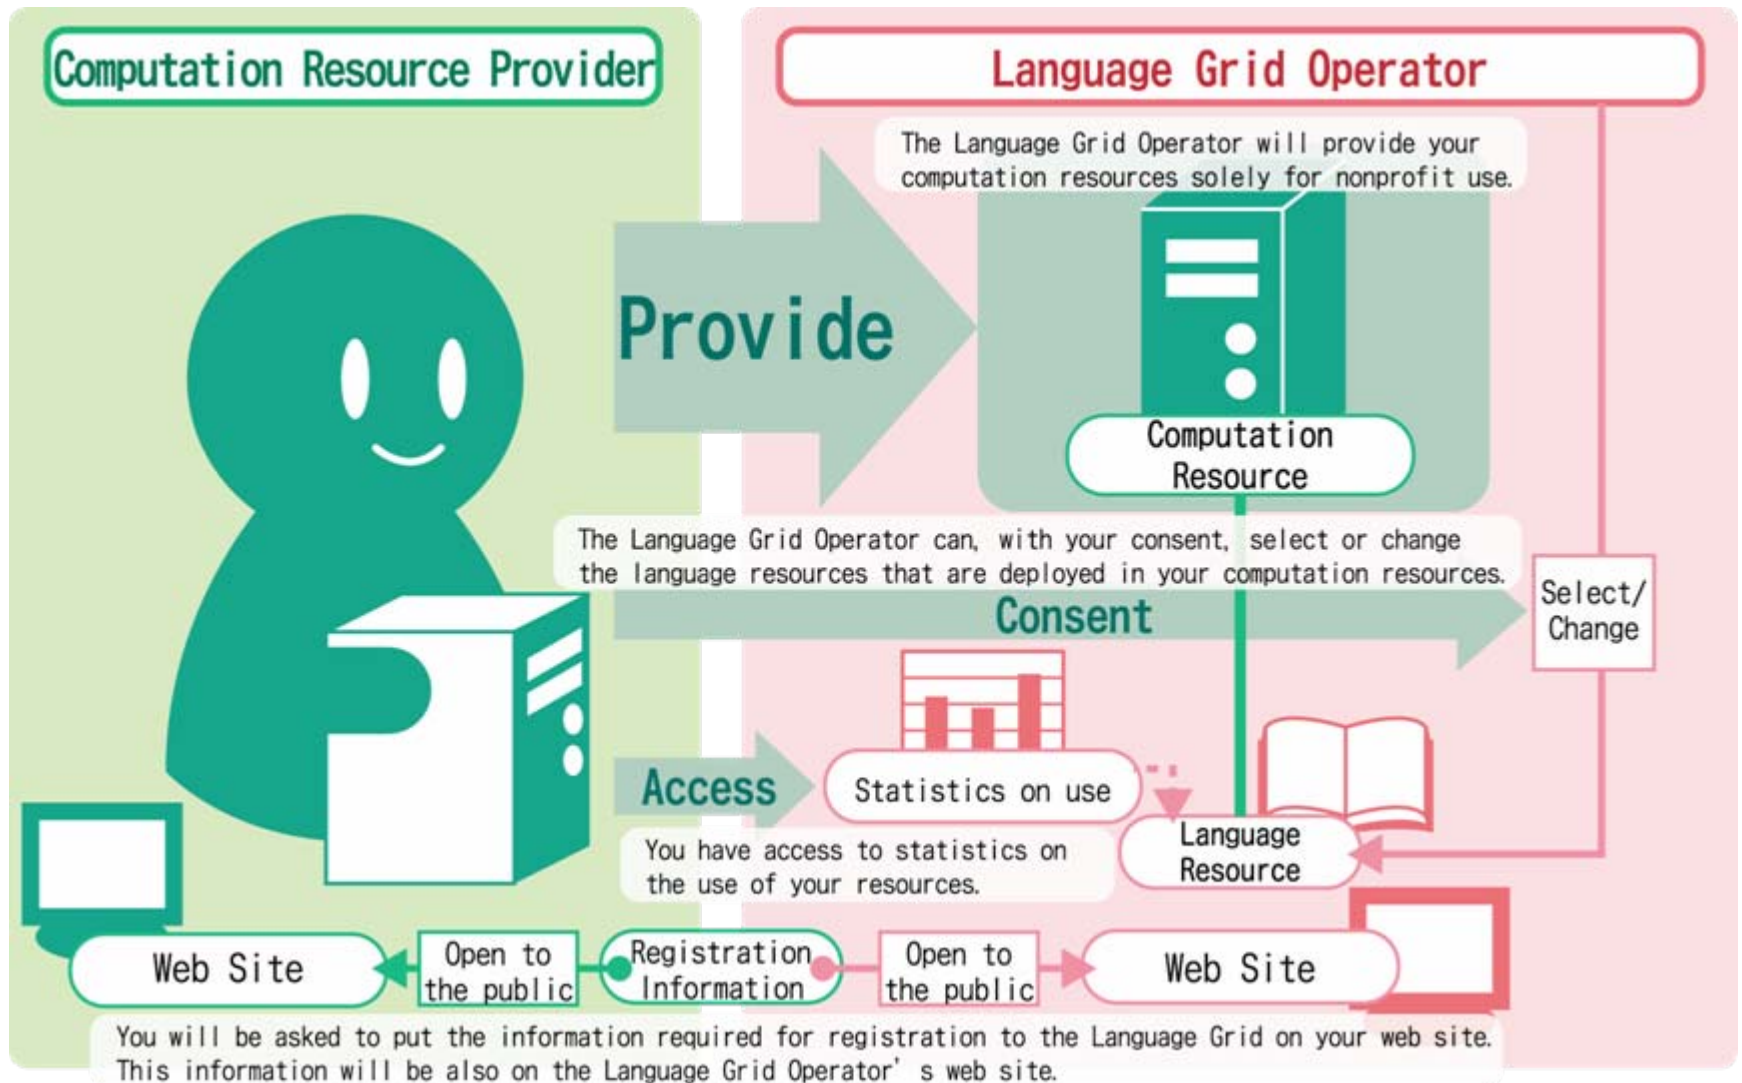 Computation Resource Provider
Language Grid Operator
The Language Grid Operator will provide your
computation resources solely for nonprofit use.
Provide
Computation
Resource
The Language Grid Operator can, with your consent, select or change
the language resources that are deployed in your computation resources.
Consent
Select/
Change
Access
Statistics on use
You have access to statistics on
the use of your resources.
Language
Resource
Web Site
Open to
the public
Registration
Information
Open to
the public
Web Site
You will be asked to put the information required for registration to the Language Grid on your web site.
This information will be also on the Language Grid Operator' s web site.